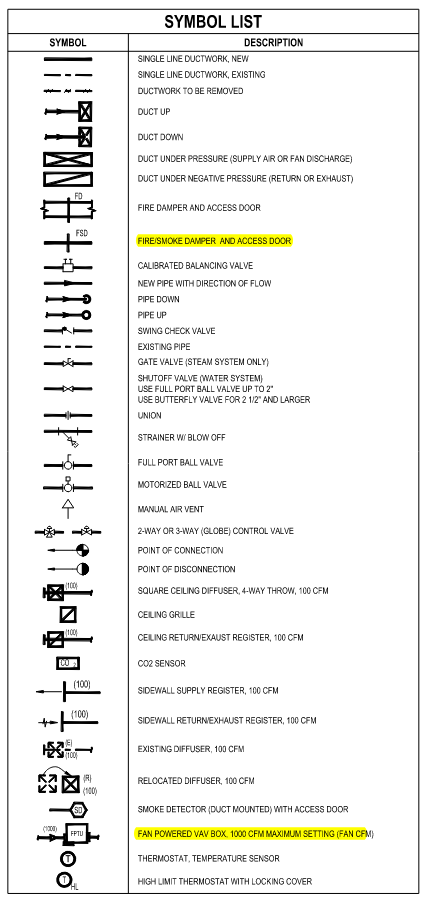 SYMBOL LIST
SYMBOL DESCRIPTION
SINGLE LINE DUCTWORK, NEW
SINGLE LINE DUCTWORK, EXISTING
DUCTWORK TO BE REMOVED
DUCT UP
DUCT DOWN
DUCT UNDER PRESSURE (SUPPLY AIR OR FAN DISCHARGE)
DUCT UNDER NEGATIVE PRESSURE (RETURN OR EXHAUST)
FD
FIRE DAMPER AND ACCESS DOOR
FSD
FIRE/SMOKE DAMPER AND ACCESS DOOR
CALIBRATED BALANCING VALVE
NEW PIPE WITH DIRECTION OF FLOW
PIPE DOWN
PIPE UP
SWING CHECK VALVE
EXISTING PIPE
GATE VALVE (STEAM SYSTEM ONLY)
SHUTOFF VALVE (WATER SYSTEM)
USE FULL PORT BALL VALVE UP TO 2"
USE BUTTERFLY VALVE FOR 2 1/2" AND LARGER
UNION
STRAINER W/ BLOW OFF
FULL PORT BALL VALVE
MOTORIZED BALL VALVE
MANUAL AIR VENT
2-WAY OR 3-WAY (GLOBE) CONTROL VALVE
POINT OF CONNECTION
POINT OF DISCONNECTION
(100)
SQUARE CEILING DIFFUSER, 4-WAY THROW, 100 CFM
CEILING GRILLE
(100)
CEILING RETURN/EXAUST REGISTER, 100 CFM
CO 2
CO2 SENSOR
(100)
SIDEWALL SUPPLY REGISTER, 100 CFM
(100)
SIDEWALL RETURN/EXHAUST REGISTER, 100 CFM
(E)
(100)
EXISTING DIFFUSER, 100 CFM
(R)
(100)
RELOCATED DIFFUSER, 100 CFM
SD
SMOKE DETECTOR (DUCT MOUNTED) WITH ACCESS DOOR
(1000) FPTU
FAN POWERED VAV BOX, 1000 CFM MAXIMUM SETTING (FAN CFM)
T
THERMOSTAT, TEMPERATURE SENSOR
T HL
HIGH LIMIT THERMOSTAT WITH LOCKING COVER